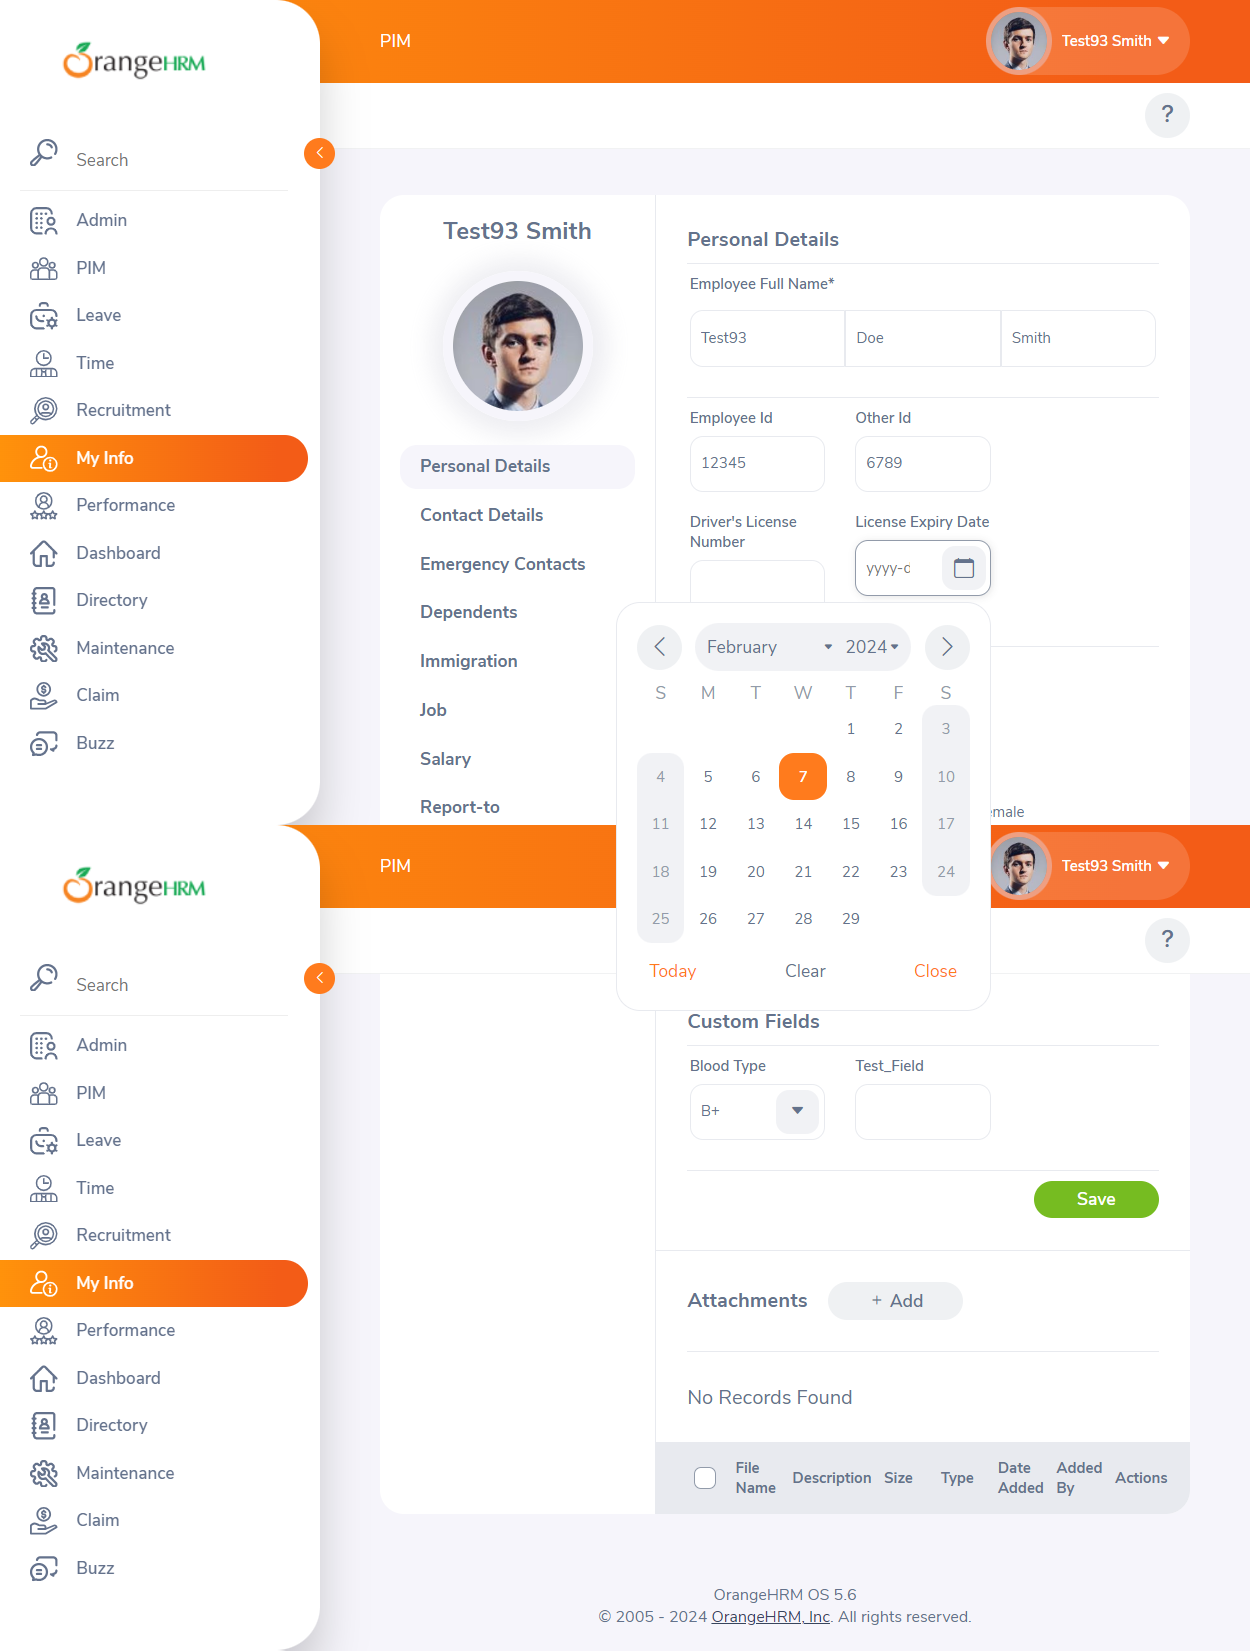 OrangeHRM
PIM
Test93 Smith
?
Search
Admin
PIM
Leave
Time
Recruitment
My Info
Performance
Dashboard
Directory
Maintenance
Claim
Buzz
Test93 Smith
Personal Details
Contact Details
Emergency Contacts
Dependents
Immigration
Job
Salary
Report-to
Personal Details
Employee Full Name*
Test93 Doe Smith
Employee Id Other Id
12345 6789
Driver's License
Number
License Expiry Date
yyyy-d
February 2024
S M T W T F S
1 2 3
4 5 6 7 8 9 10
11 12 13 14 15 16 17
18 19 20 21 22 23 24
25 26 27 28 29
Today Clear Close
emale
OrangeHRM
PIM
Test93 Smith
?
Search
Admin
PIM
Leave
Time
Recruitment
My Info
Performance
Dashboard
Directory
Maintenance
Claim
Buzz
Custom Fields
Blood Type Test_Field
B+
Save
Attachments + Add
No Records Found
File
Name
Description
Size
Type
Date
Added
Added
By
Actions
OrangeHRM OS 5.6
© 2005 - 2024 OrangeHRM, Inc. All rights reserved.